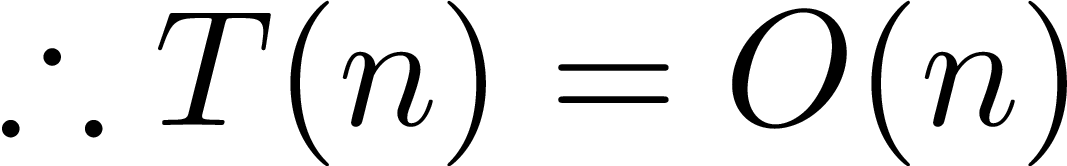 ∴ T(n) = O(n)